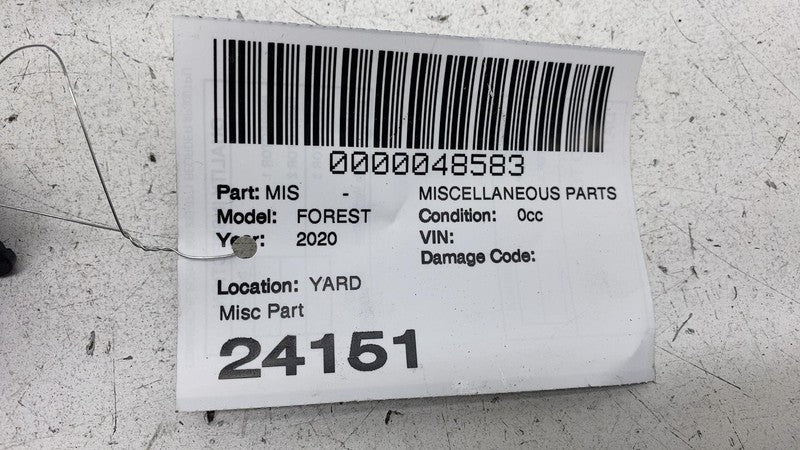 0000048583
Part: MIS - MISCELLANEOUS PARTS
Model: FOREST Condition: 0cc
Year: 2020 VIN:
Damage Code:
Location: YARD
Misc Part
24151